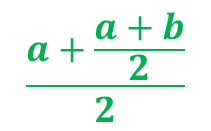 a + (a + b)/2
2